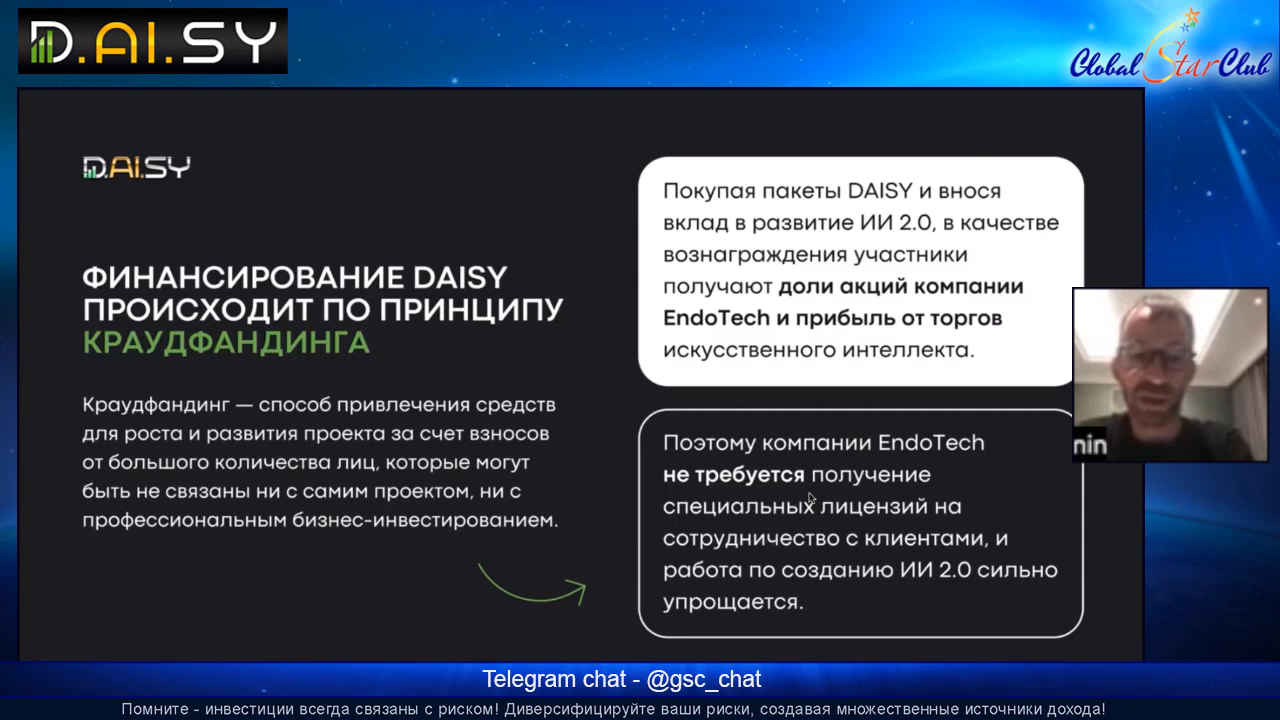 D.AI.SY
Global Star Club
D.AI.SY
ФИНАНСИРОВАНИЕ DAISY
ПРОИСХОДИТ ПО ПРИНЦИПУ
КРАУДФАНДИНГА
Краудфандинг — способ привлечения средств
для роста и развития проекта за счет взносов
от большого количества лиц, которые могут
быть не связаны ни с самим проектом, ни с
профессиональным бизнес-инвестированием.
Покупая пакеты DAISY и внося
вклад в развитие ИИ 2.0, в качестве
вознаграждения участники
получают доли акций компании
EndoTech и прибыль от торгов
искусственного интеллекта.
Поэтому компании EndoTech
не требуется получение
специальных лицензий на
сотрудничество с клиентами, и
работа по созданию ИИ 2.0 сильно
упрощается.
nin
Telegram chat - @gsc_chat
Помните - инвестиции всегда связаны с риском! Диверсифицируйте ваши риски, создавая множественные источники дохода!